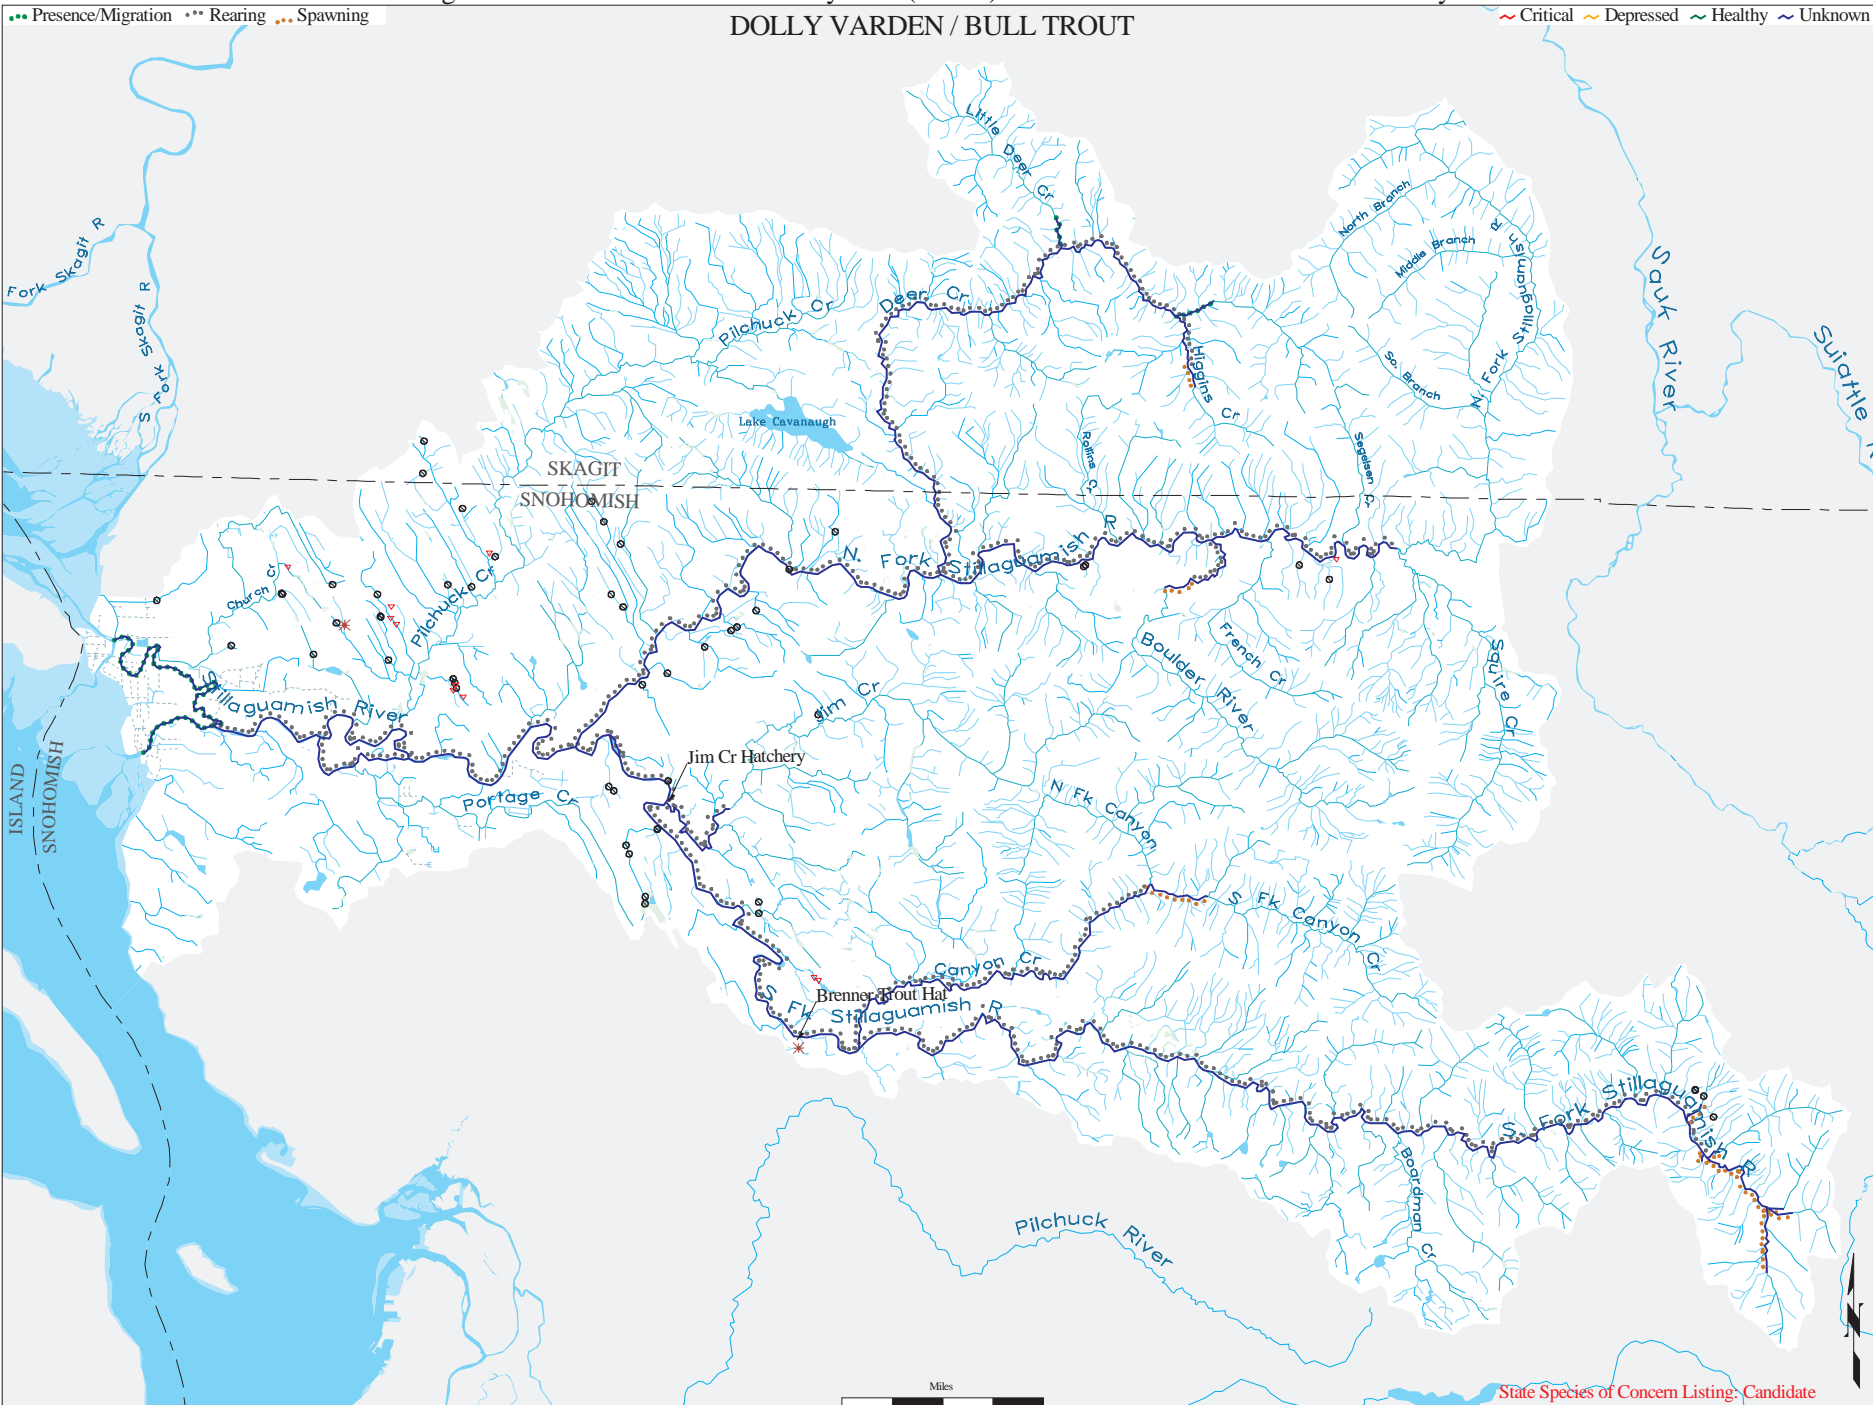 Presence/Migration Rearing Spawning
DOLLY VARDEN / BULL TROUT
Critical Depressed Healthy Unknown
Little Deer Cr
North Branch
Middle Branch
N. Fork Stillaguamish R
So. Branch
Sauk River
Suiattle
Fork Skagit R
S Fork Skagit R
Pilchuck Cr
Deer Cr
Higgins Cr
Lake Cavanaugh
Rollins Cr
Segelsen Cr
SKAGIT
SNOHOMISH
N. Fork Stillaguamish R
Church Cr
Pilchuck Cr
Boulder River
French Cr
Squire Cr
Stillaguamish River
Jim Cr
Jim Cr Hatchery
Portage Cr
ISLAND
SNOHOMISH
N Fk Canyon
S Fk Canyon Cr
Canyon Cr
Brenner Trout Hat
S Fk Stillaguamish R
S. Fork Stillaguamish R
Boardman Cr
Pilchuck River
N
Miles
State Species of Concern Listing: Candidate